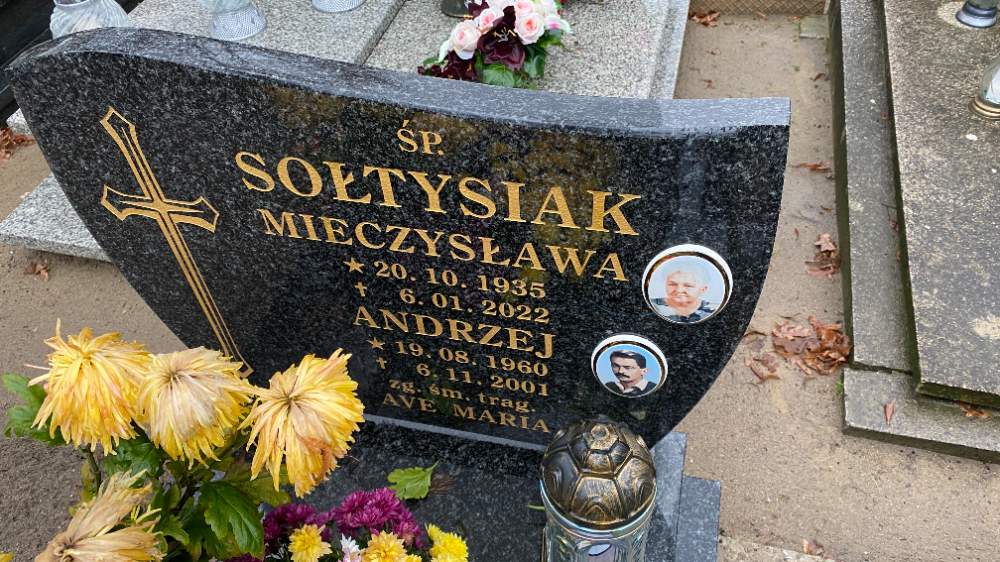 ŚP.
SOŁTYSIAK
MIECZYSŁAWA
★ 20. 10. 1935
✝ 6. 01. 2022
ANDRZEJ
★ 19. 08. 1960
✝ 6. 11. 2001
zg. śm. trag.
AVE MARIA